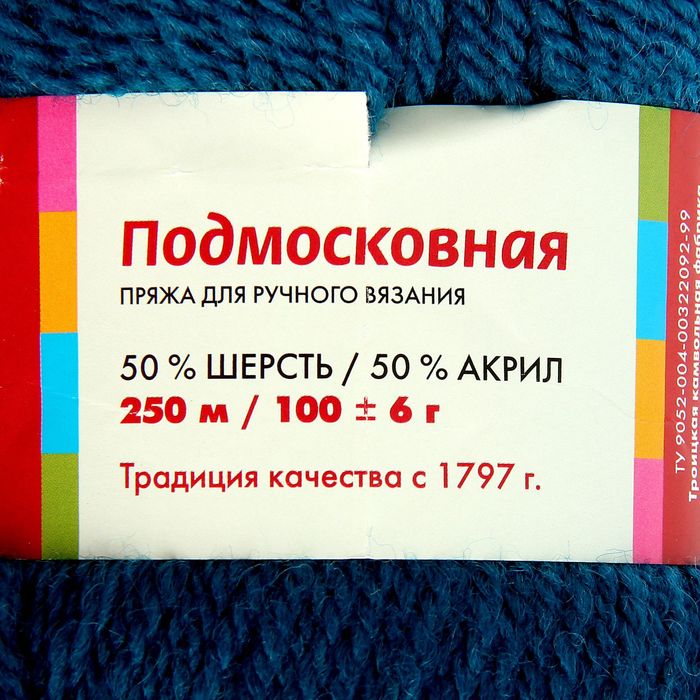 Подмосковная
ПРЯЖА ДЛЯ РУЧНОГО ВЯЗАНИЯ
50 % ШЕРСТЬ / 50 % АКРИЛ
250 м / 100 ± 6 г
Традиция качества с 1797 г.
ТУ 9052-004-00322092-99
Троицкая камвольная фабрика